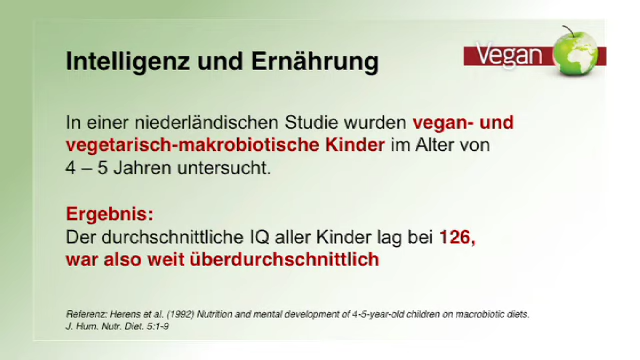 Intelligenz und Ernährung
Vegan
In einer niederländischen Studie wurden vegan- und
vegetarisch-makrobiotische Kinder im Alter von
4 – 5 Jahren untersucht.
Ergebnis:
Der durchschnittliche IQ aller Kinder lag bei 126,
war also weit überdurchschnittlich
Referenz: Herens et al. (1992) Nutrition and mental development of 4-5-year-old children on macrobiotic diets.
J. Hum. Nutr. Diet. 5:1-9